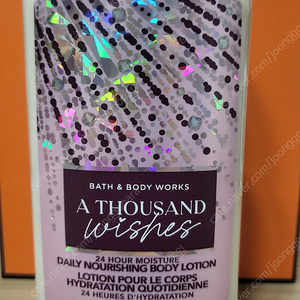 BATH & BODY WORKS
A THOUSAND
wishes
24 HOUR MOISTURE
DAILY NOURISHING BODY LOTION
LOTION POUR LE CORPS
HYDRATATION QUOTIDIENNE
24 HEURES D'HYDRATATION